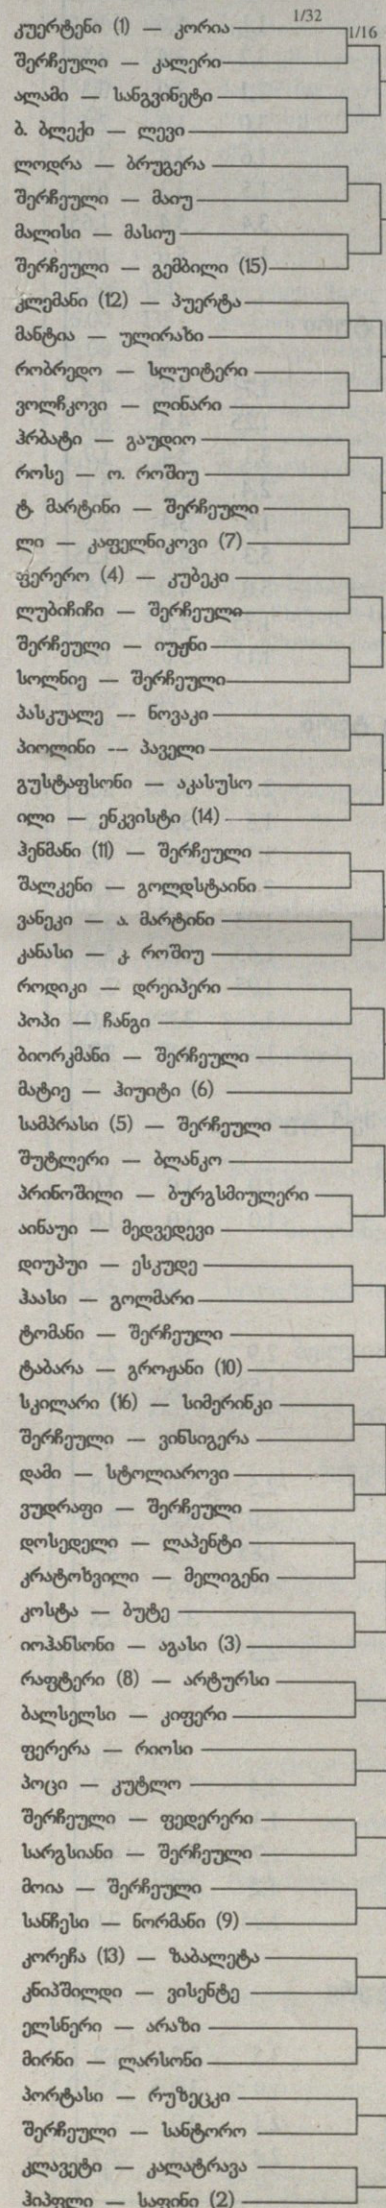 1/32
1/16
კუერტენი (1) — კორია
შერჩეული — კალერი
ალამი — სანგვინეტი
ბ. ბლექი — ლევი
ლოდრა — ბრუგერა
შერჩეული — მაიუ
მალისი — მასიუ
შერჩეული — გემბილი (15)
კლემანი (12) — პუერტა
მანტია — ულირახი
რობრედო — სლუიტერი
ვოლჩკოვი — ლინარი
ჰრბატი — გაუდიო
როსე — ო. როშიუ
ტ. მარტინი — შერჩეული
ლი — კაფელნიკოვი (7)
ფერერო (4) — კუბეკი
ლუბიჩიჩი — შერჩეული
შერჩეული — იუჟნი
სოლნიე — შერჩეული
პასკუალე -- ნოვაკი
პიოლინი -- პაველი
გუსტაფსონი — აკასუსო
ილი — ენკვისტი (14)
ჰენმანი (11) — შერჩეული
შალკენი — გოლდსტაინი
ვანეკი — ა. მარტინი
კანასი — კ. როშიუ
როდიკი — დრეიპერი
პოპი — ჩანგი
ბიორკმანი — შერჩეული
მატიე — ჰიუიტი (6)
სამპრასი (5) — შერჩეული
შუტლერი — ბლანკო
პრინოშილი — ბურგსმიულერი
აინაუი — მედვედევი
დიუპუი — ესკუდე
ჰაასი — გოლმარი
ტომანი — შერჩეული
ტაბარა — გროჟანი (10)
სკილარი (16) — სიმერინკი
შერჩეული — ვინსიგერა
დამი — სტოლიაროვი
ვუდრაფი — შერჩეული
დოსედელი — ლაპენტი
კრატოხვილი — მელიგენი
კოსტა — ბუტე
იოჰანსონი — აგასი (3)
რაფტერი (8) — არტურსი
ბალსელსი — კიფერი
ფერერა — რიოსი
პოცი — კუტლო
შერჩეული — ფედერერი
სარგსიანი — შერჩეული
მოია — შერჩეული
სანჩესი — ნორმანი (9)
კორეჩა (13) — ზაბალეტა
კნიპშილდი — ვისენტე
ელსნერი — არაზი
მირნი — ლარსონი
პორტასი — რუზეცკი
შერჩეული — სანტორო
კლავეტი — კალატრავა
ჰიპფლი — საფინი (2)